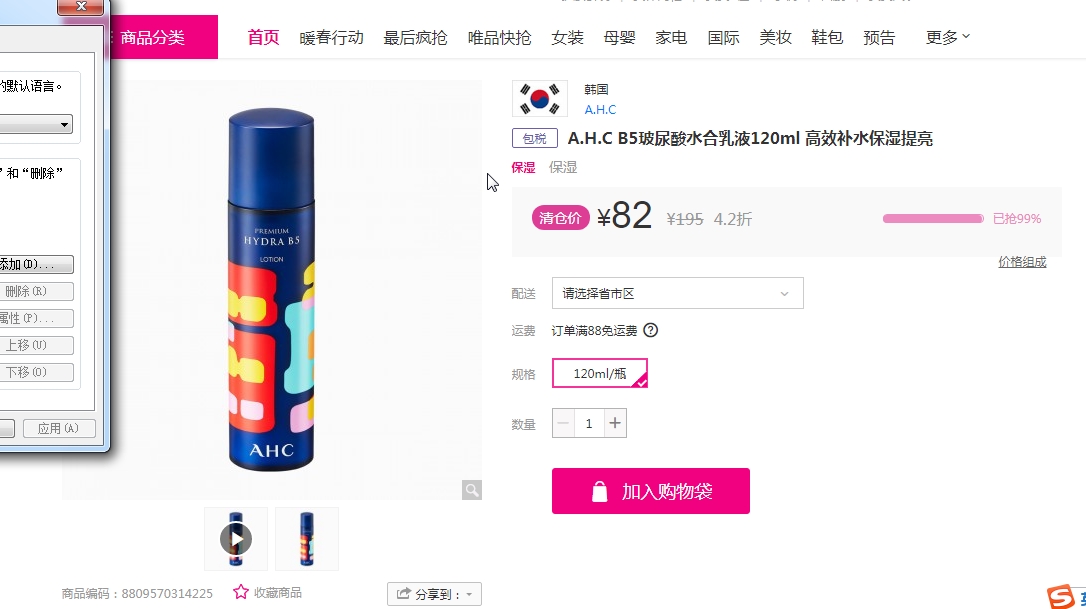 商品分类
首页 暖春行动 最后疯抢 唯品快抢 女装 母婴 家电 国际 美妆 鞋包 预告 更多
默认语言。
”和“删除”
添加(D)...
删除(R)
属性(P)...
上移(U)
下移(O)
应用(A)
PREMIUM
HYDRA B5
LOTION
AHC
韩国
A.H.C
包税 A.H.C B5玻尿酸水合乳液120ml 高效补水保湿提亮
保湿 保湿
清仓价 ¥82 ¥195 4.2折 已抢99%
价格组成
配送 请选择省市区
运费 订单满88免运费 ?
规格 120ml/瓶
数量 − 1 +
加入购物袋
商品编码：8809570314225 收藏商品 分享到：